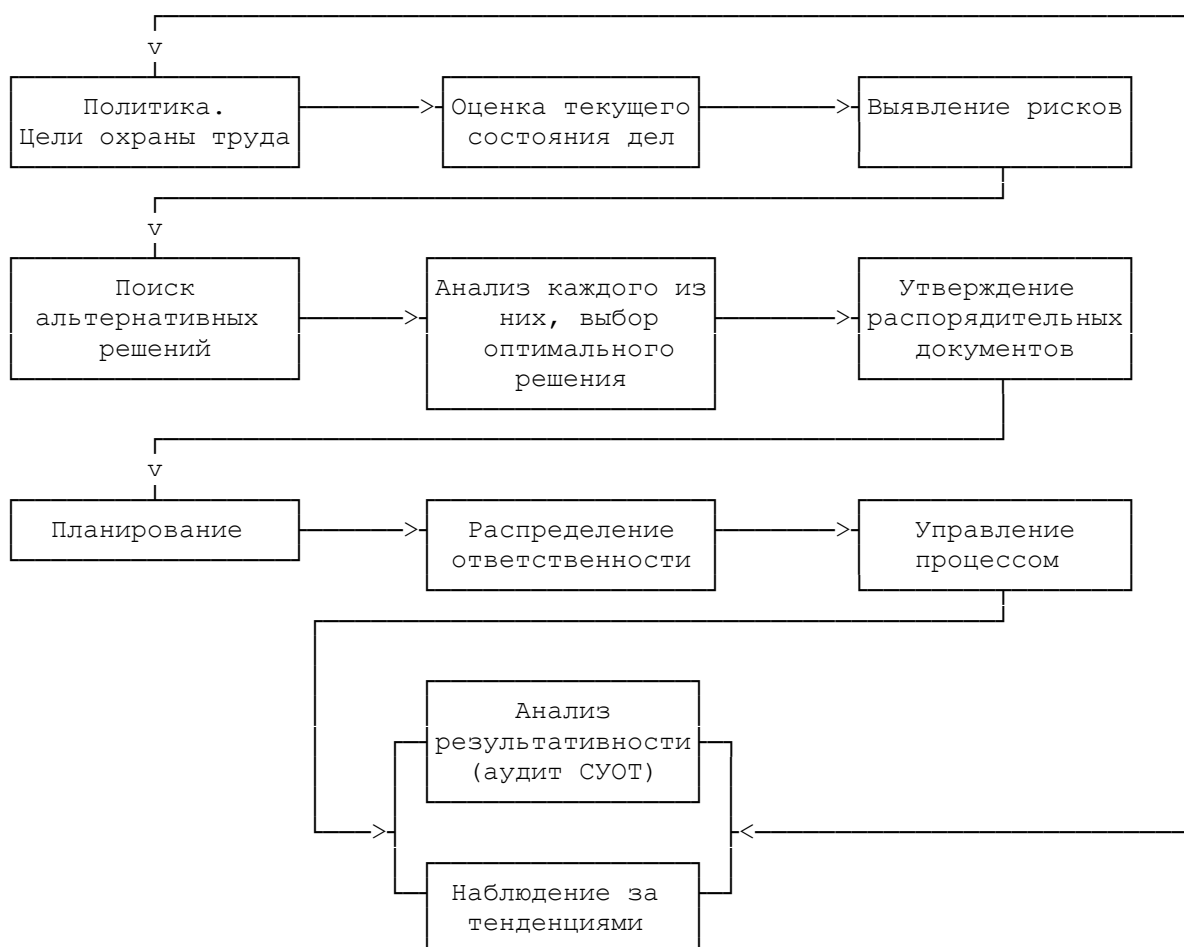 Политика.
Цели охраны труда
Оценка текущего
состояния дел
Выявление рисков
Поиск
альтернативных
решений
Анализ каждого из
них, выбор
оптимального
решения
Утверждение
распорядительных
документов
Планирование
Распределение
ответственности
Управление
процессом
Анализ
результативности
(аудит СУОТ)
Наблюдение за
тенденциями